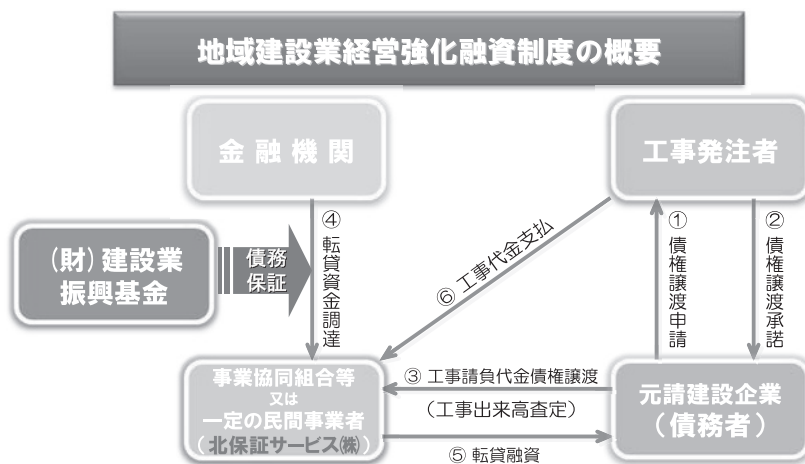 地域建設業経営強化融資制度の概要
金融機関
工事発注者
(財)建設業
振興基金
債務
保証
④転貸資金調達
⑥ 工事代金支払
①債権譲渡申請
②債権譲渡承諾
事業協同組合等
又は
一定の民間事業者
(北保証サービス㈱)
③ 工事請負代金債権譲渡
(工事出来高査定)
⑤ 転貸融資
元請建設企業
(債務者)